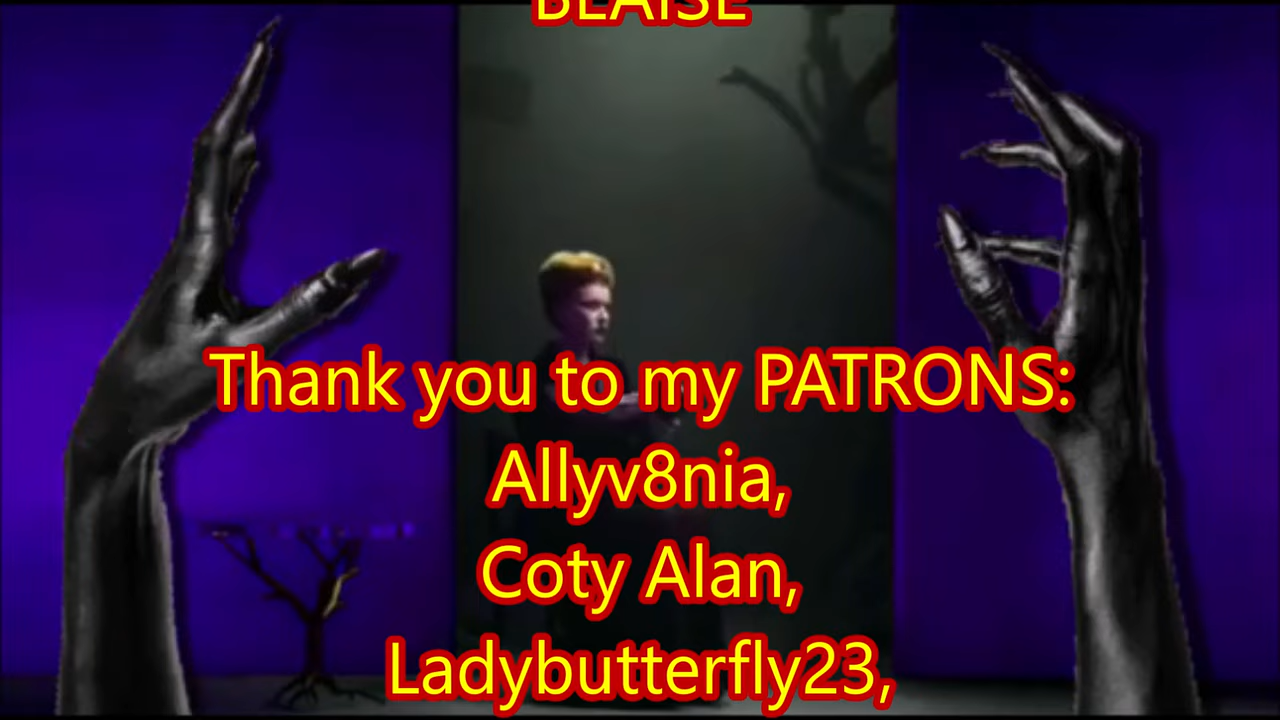 BLAISE
Thank you to my PATRONS:
Allyv8nia,
Coty Alan,
Ladybutterfly23,